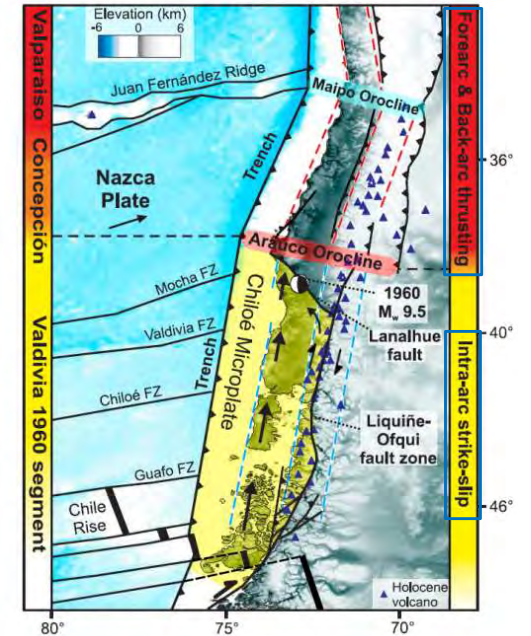 Elevation (km)
-6 0 6
Valparaiso
Concepción
Valdivia 1960 segment
Juan Fernández Ridge
Maipo Orocline
Trench
Nazca
Plate
Arauco Orocline
Mocha FZ
Valdivia FZ
Trench
Chiloé FZ
Guafo FZ
Chile
Rise
Chiloé Microplate
1960
Mw 9.5
Lanalhue
fault
Liquiñe-
Ofqui
fault zone
Holocene
volcano
36°
40°
46°
Forearc & Back-arc thrusting
Intra-arc strike-slip
80° 75° 70°